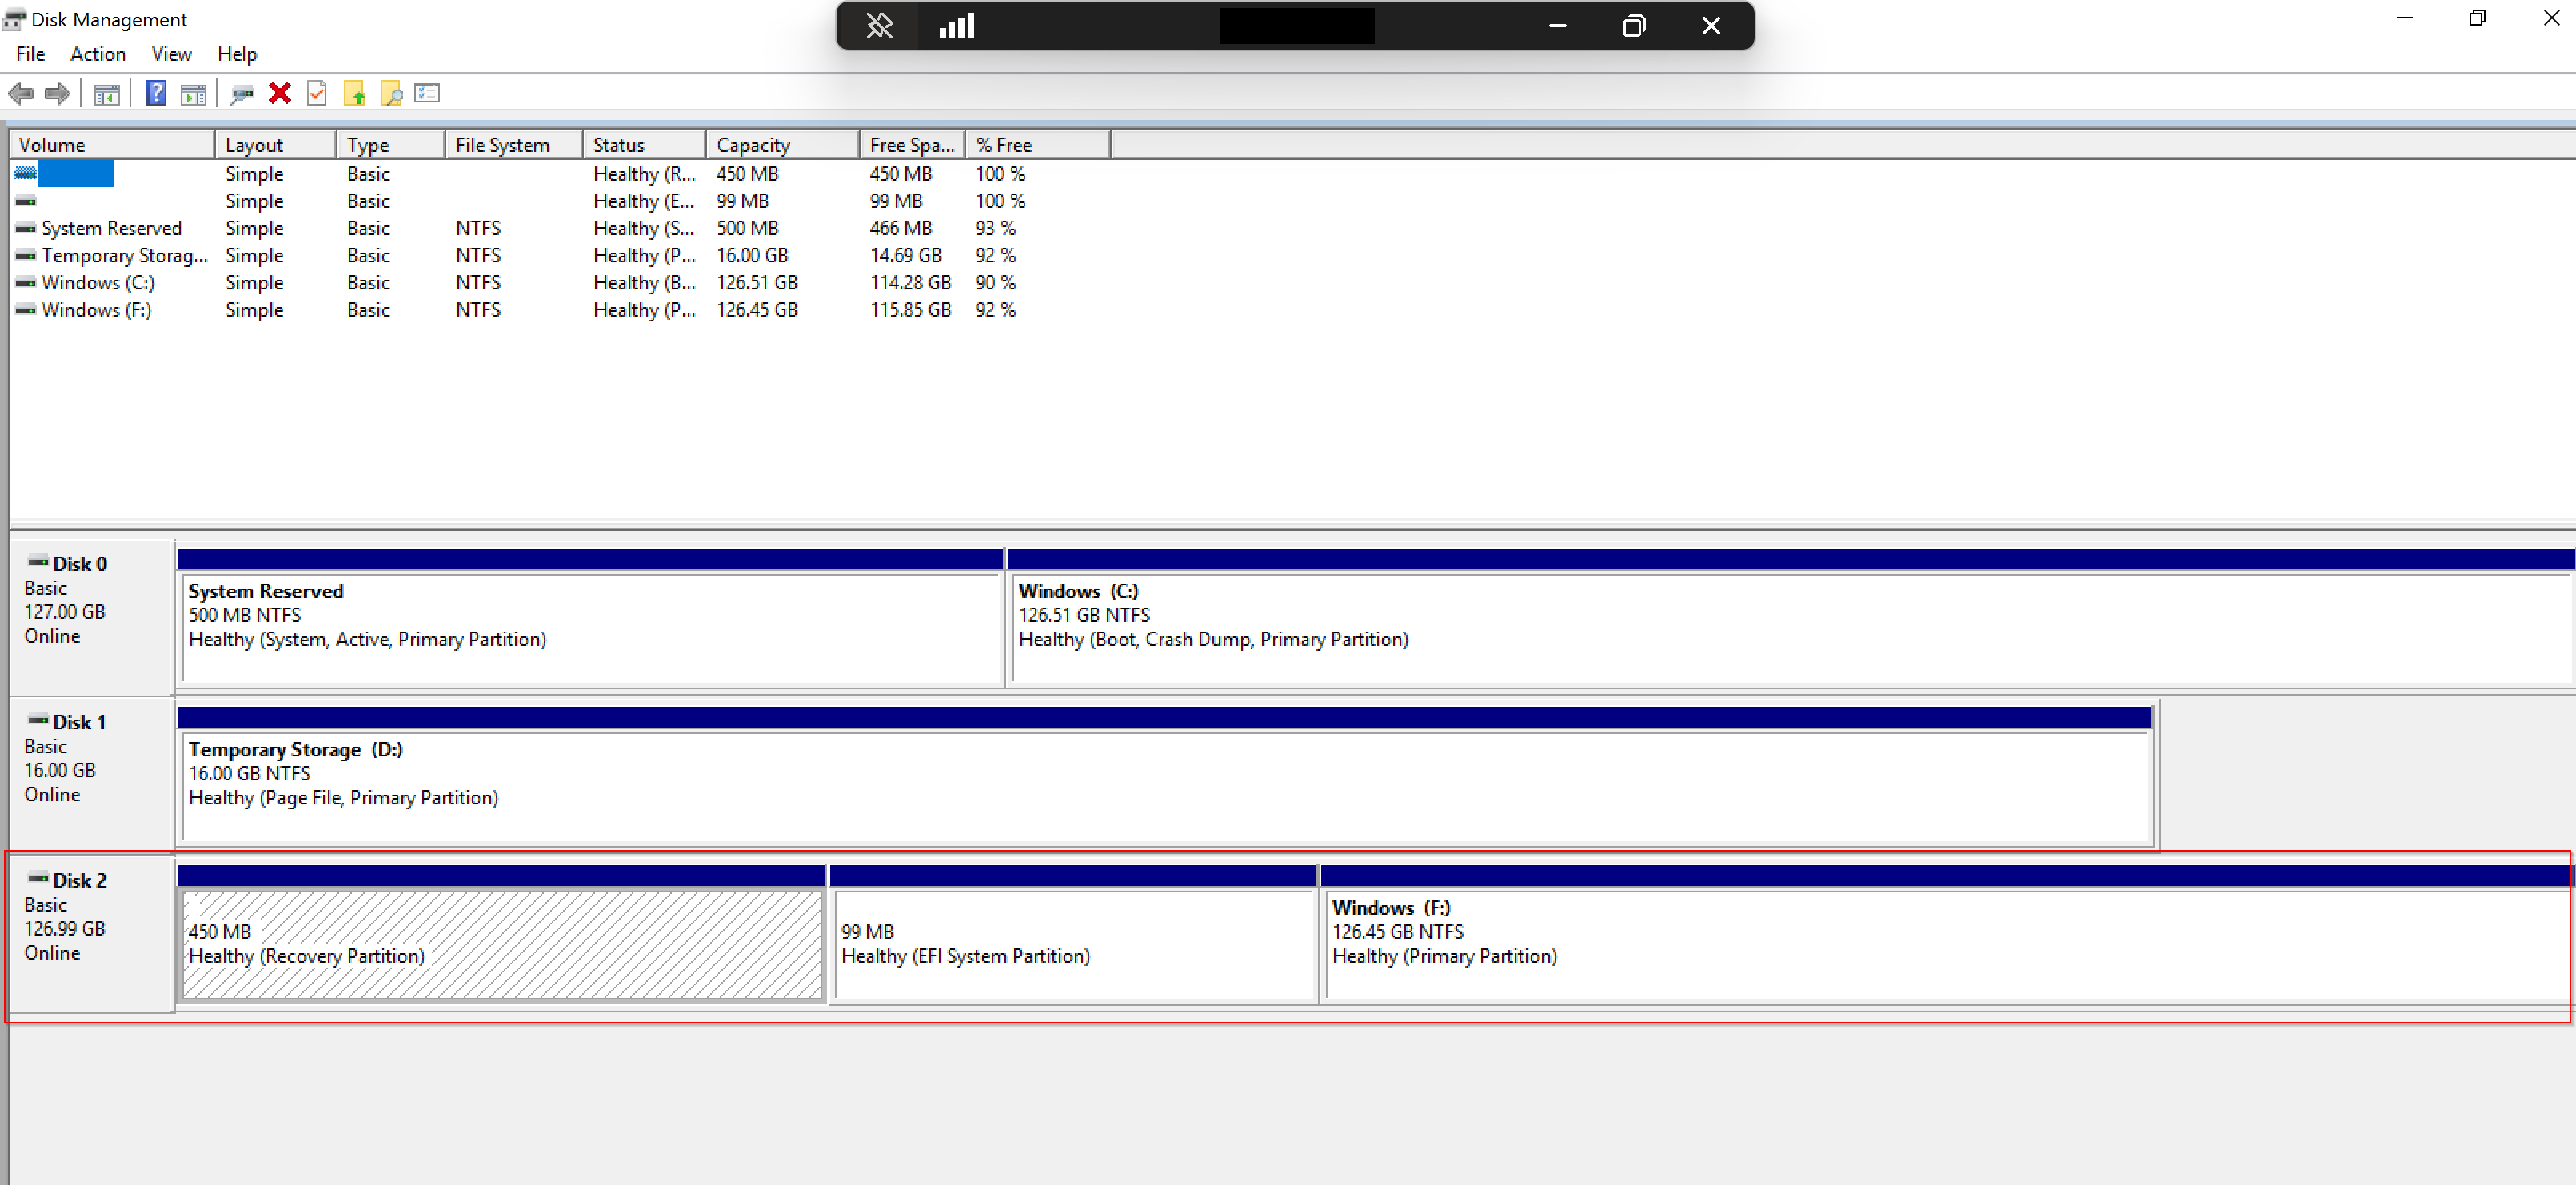 Disk Management
File Action View Help
Volume Layout Type File System Status Capacity Free Spa... % Free
Simple Basic Healthy (R... 450 MB 450 MB 100 %
Simple Basic Healthy (E... 99 MB 99 MB 100 %
System Reserved Simple Basic NTFS Healthy (S... 500 MB 466 MB 93 %
Temporary Storag... Simple Basic NTFS Healthy (P... 16.00 GB 14.69 GB 92 %
Windows (C:) Simple Basic NTFS Healthy (B... 126.51 GB 114.28 GB 90 %
Windows (F:) Simple Basic NTFS Healthy (P... 126.45 GB 115.85 GB 92 %
Disk 0
Basic
127.00 GB
Online
System Reserved
500 MB NTFS
Healthy (System, Active, Primary Partition)
Windows (C:)
126.51 GB NTFS
Healthy (Boot, Crash Dump, Primary Partition)
Disk 1
Basic
16.00 GB
Online
Temporary Storage (D:)
16.00 GB NTFS
Healthy (Page File, Primary Partition)
Disk 2
Basic
126.99 GB
Online
450 MB
Healthy (Recovery Partition)
99 MB
Healthy (EFI System Partition)
Windows (F:)
126.45 GB NTFS
Healthy (Primary Partition)